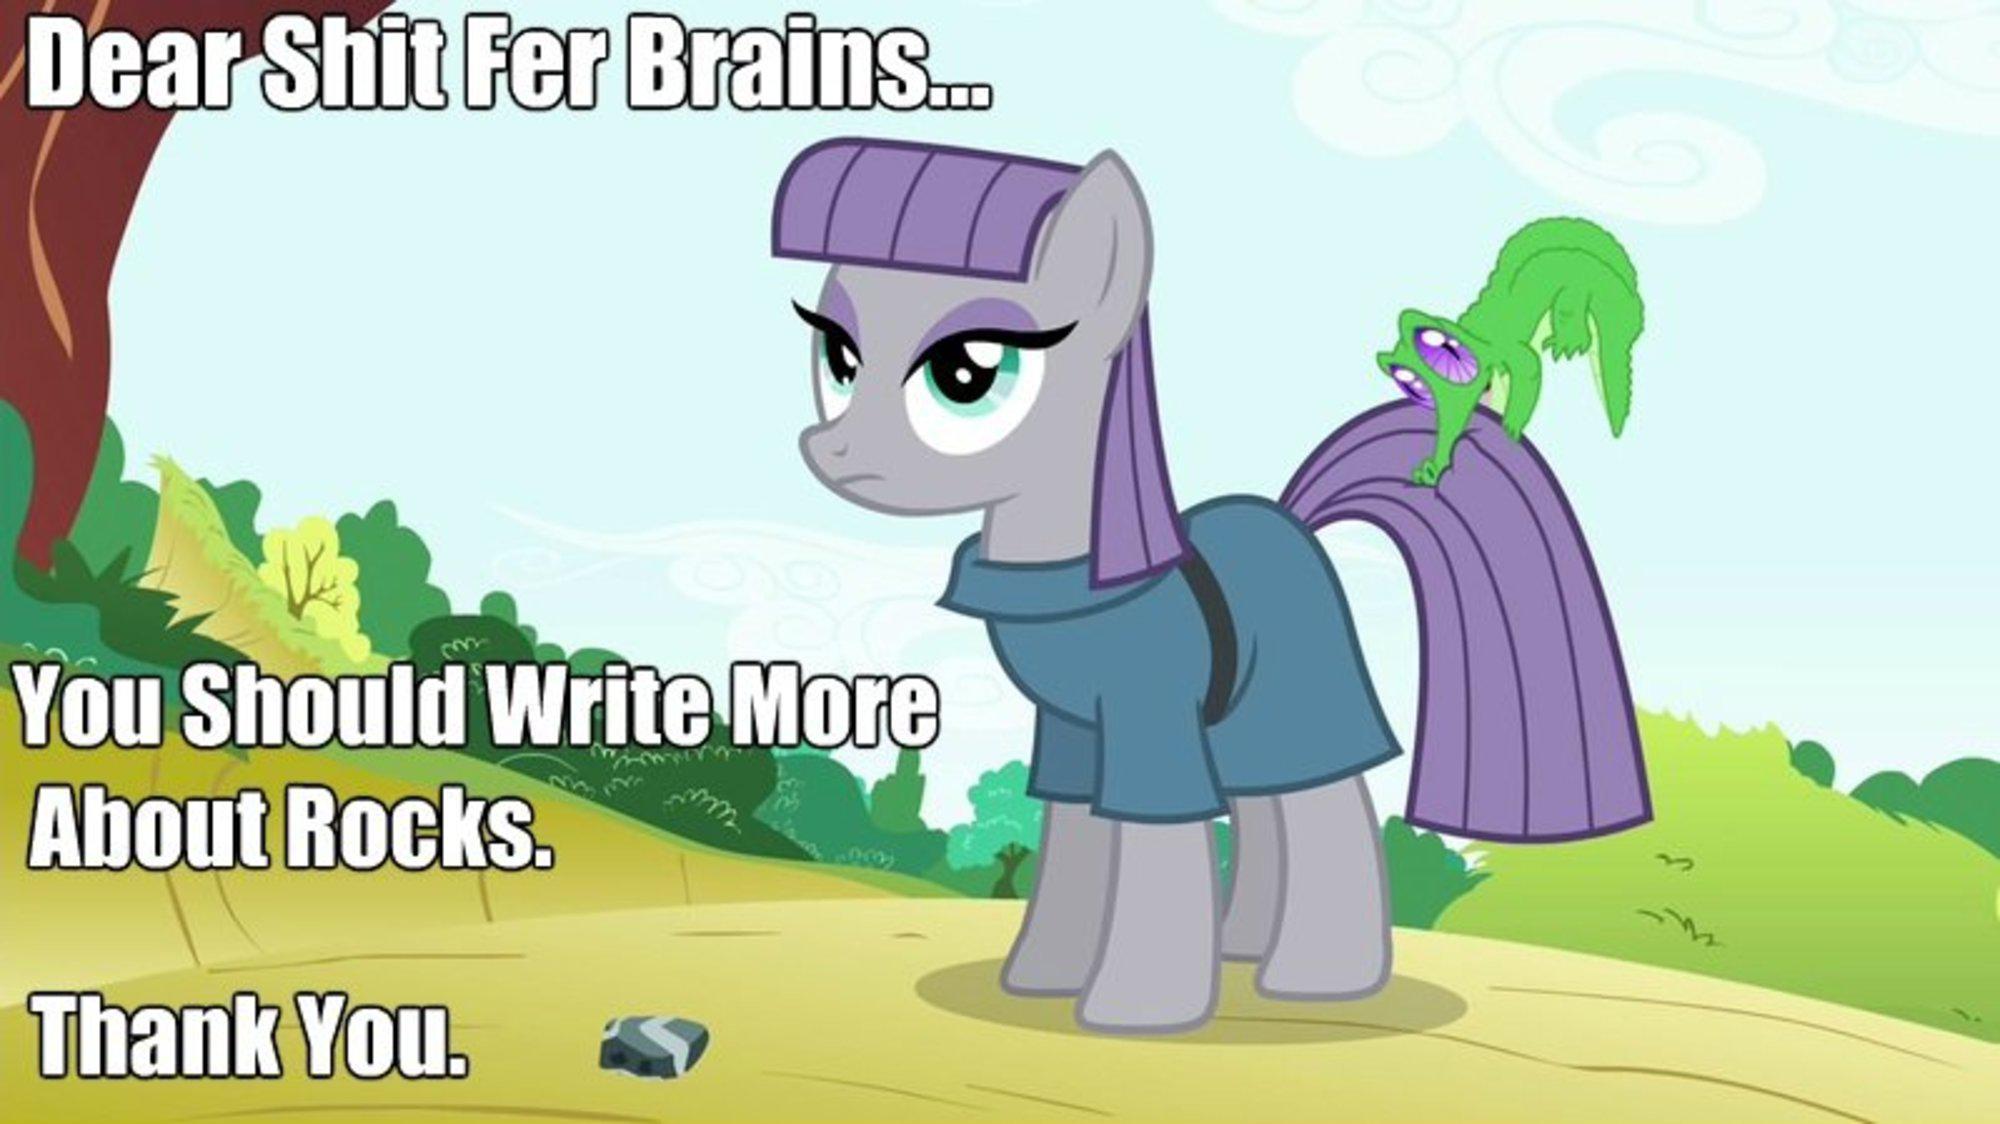 Dear Shit Fer Brains...
You Should Write More
About Rocks.
Thank You.